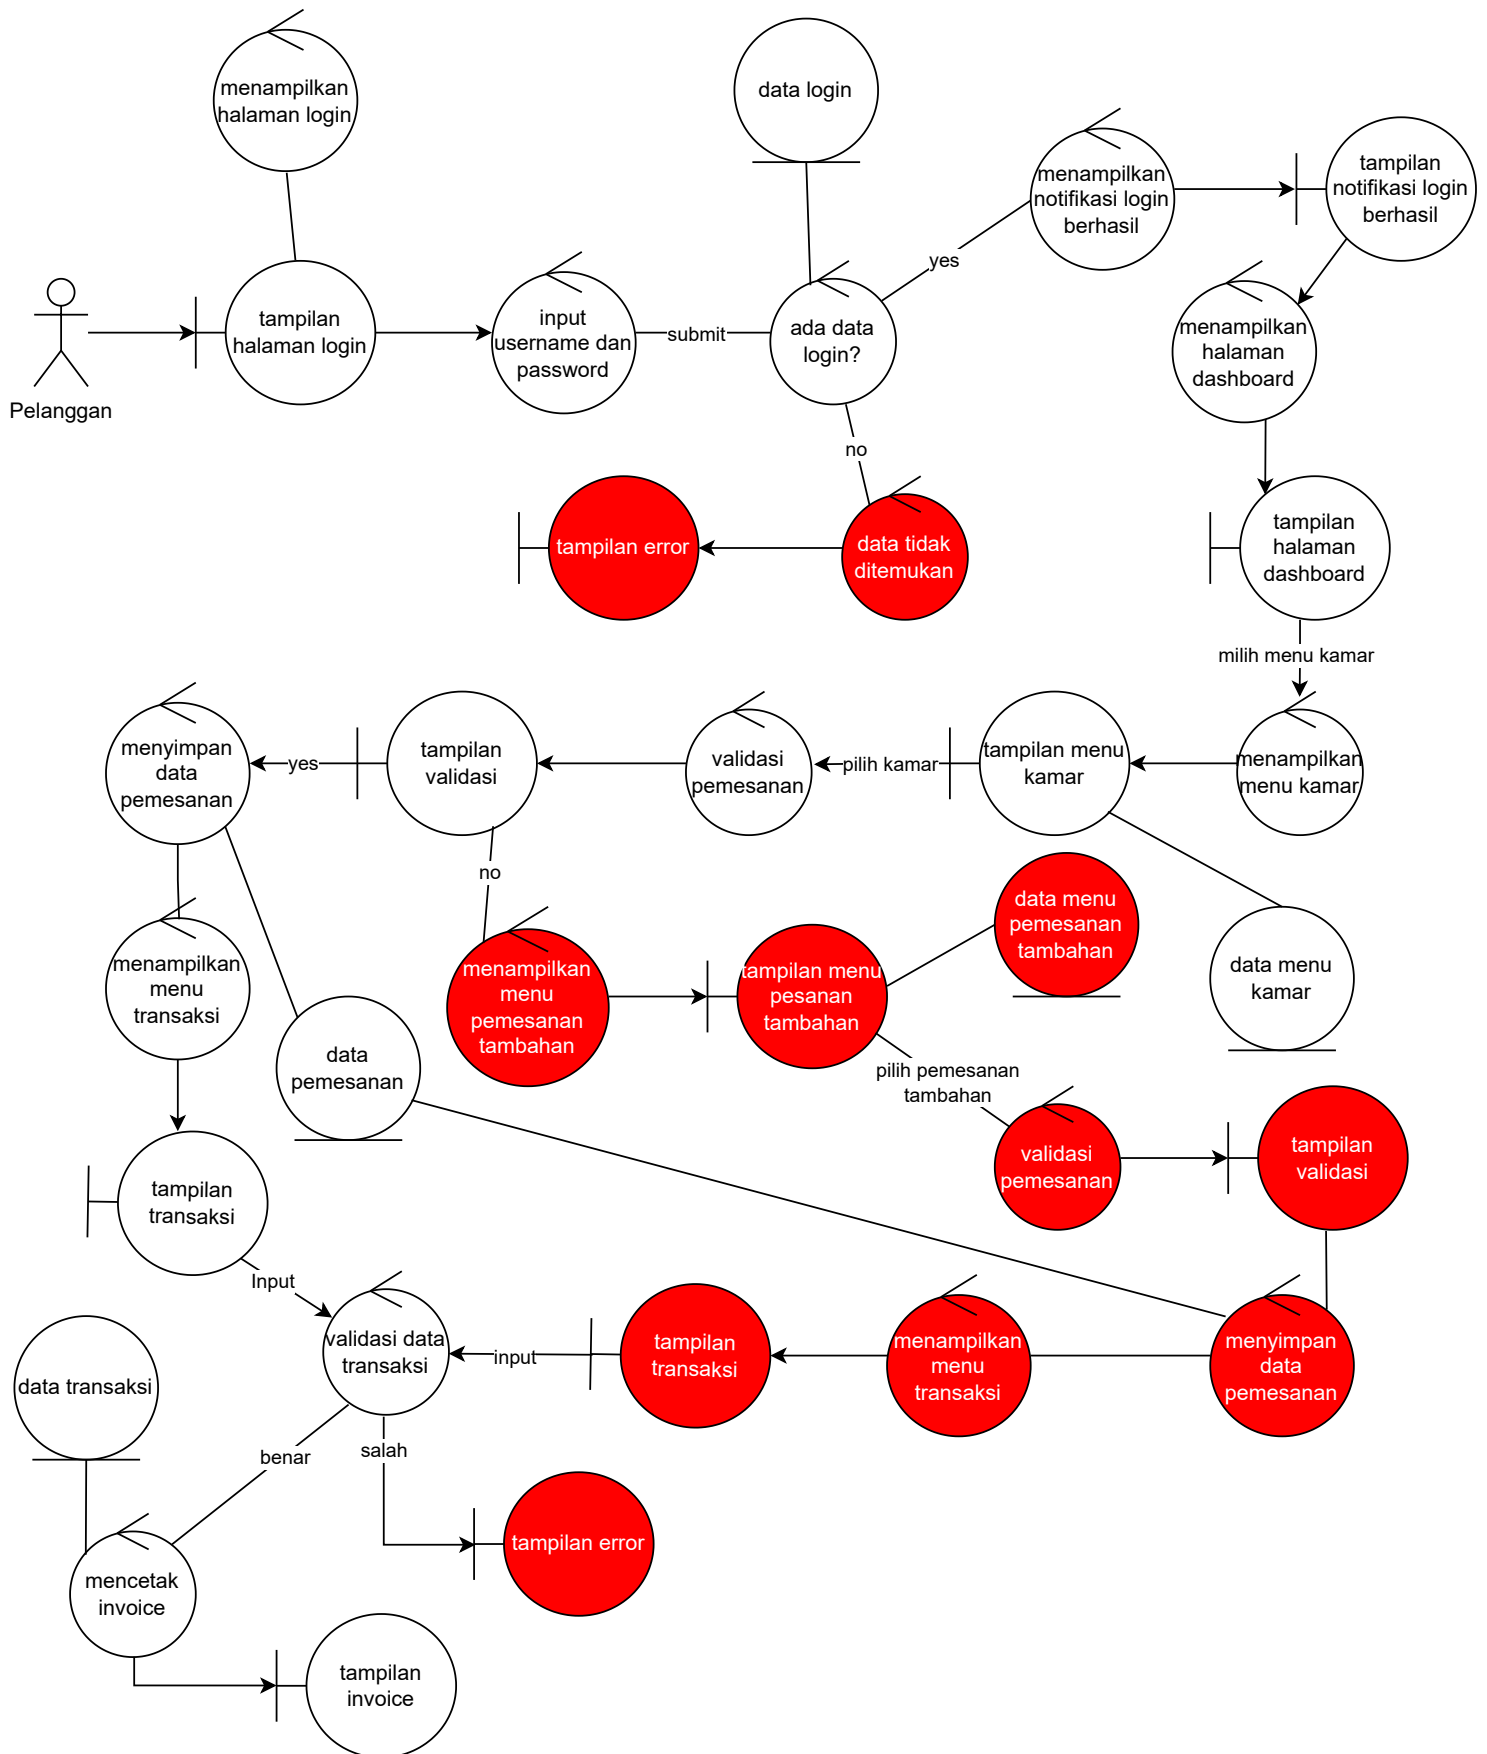 menampilkan
halaman login
data login
menampilkan
notifikasi login
berhasil
tampilan
notifikasi login
berhasil
yes
Pelanggan
tampilan
halaman login
input
username dan
password
submit
ada data
login?
menampilkan
halaman
dashboard
no
tampilan error
data tidak
ditemukan
tampilan
halaman
dashboard
milih menu kamar
menyimpan
data
pemesanan
yes
tampilan
validasi
validasi
pemesanan
pilih kamar
tampilan menu
kamar
menampilkan
menu kamar
no
menampilkan
menu
transaksi
menampilkan
menu
pemesanan
tambahan
tampilan menu
pesanan
tambahan
data menu
pemesanan
tambahan
data menu
kamar
data
pemesanan
pilih pemesanan
tambahan
validasi
pemesanan
tampilan
validasi
tampilan
transaksi
Input
validasi data
transaksi
input
tampilan
transaksi
menampilkan
menu
transaksi
menyimpan
data
pemesanan
data transaksi
benar
salah
tampilan error
mencetak
invoice
tampilan
invoice